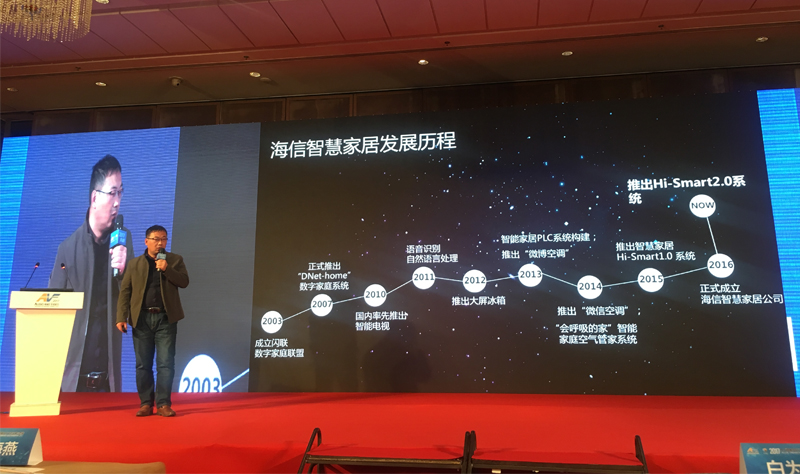 海信智慧家居发展历程
推出Hi-Smart2.0系
统
NOW
智能家居PLC系统构建；
推出“微博空调”
语音识别
自然语言处理
推出智慧家居
Hi-Smart1.0 系统
正式推出
“DNet-home”
数字家庭系统
2003
2007
2010
2011
2012
2013
2014
2015
2016
成立闪联
数字家庭联盟
国内率先推出
智能电视
推出大屏冰箱
推出“微信空调”；
“会呼吸的家”智能
家庭空气管家系统
正式成立
海信智慧家居公司
2003
燕
2017